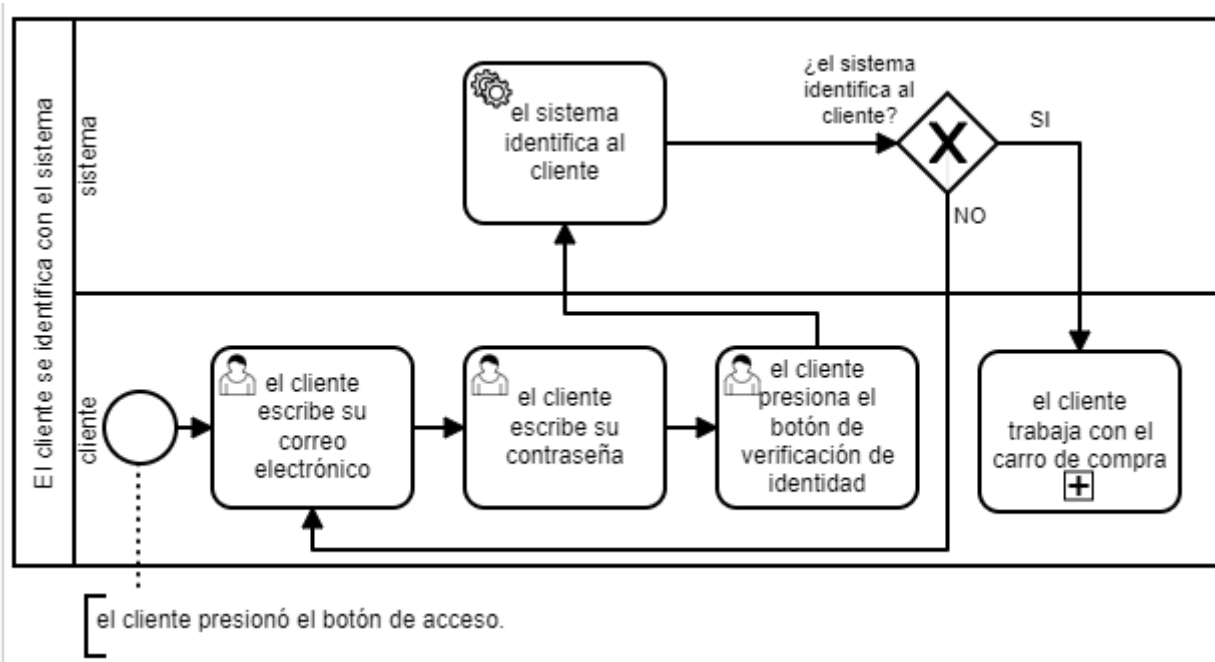 El cliente se identifica con el sistema
sistema
el sistema
identifica al
cliente
¿el sistema
identifica al
cliente?
SI
NO
cliente
el cliente
escribe su
correo
electrónico
el cliente
escribe su
contraseña
el cliente
presiona el
botón de
verificación de
identidad
el cliente
trabaja con el
carro de compra
el cliente presionó el botón de acceso.